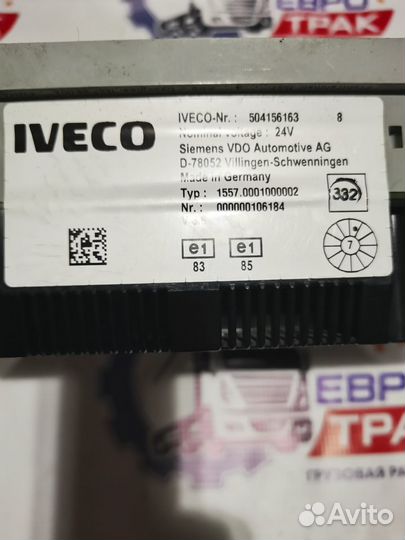 ЕВРО
ТРАК
IVECO
IVECO-Nr.: 504156163 8
Nominal voltage : 24V
Siemens VDO Automotive AG
D-78052 Villingen-Schwenningen
Made in Germany
Typ : 1557.0001000002
Nr. : 000000106184
332
e1 e1
83 85
7
ЕВРО
ТРАК
ГРУЗОВАЯ РА
Avito